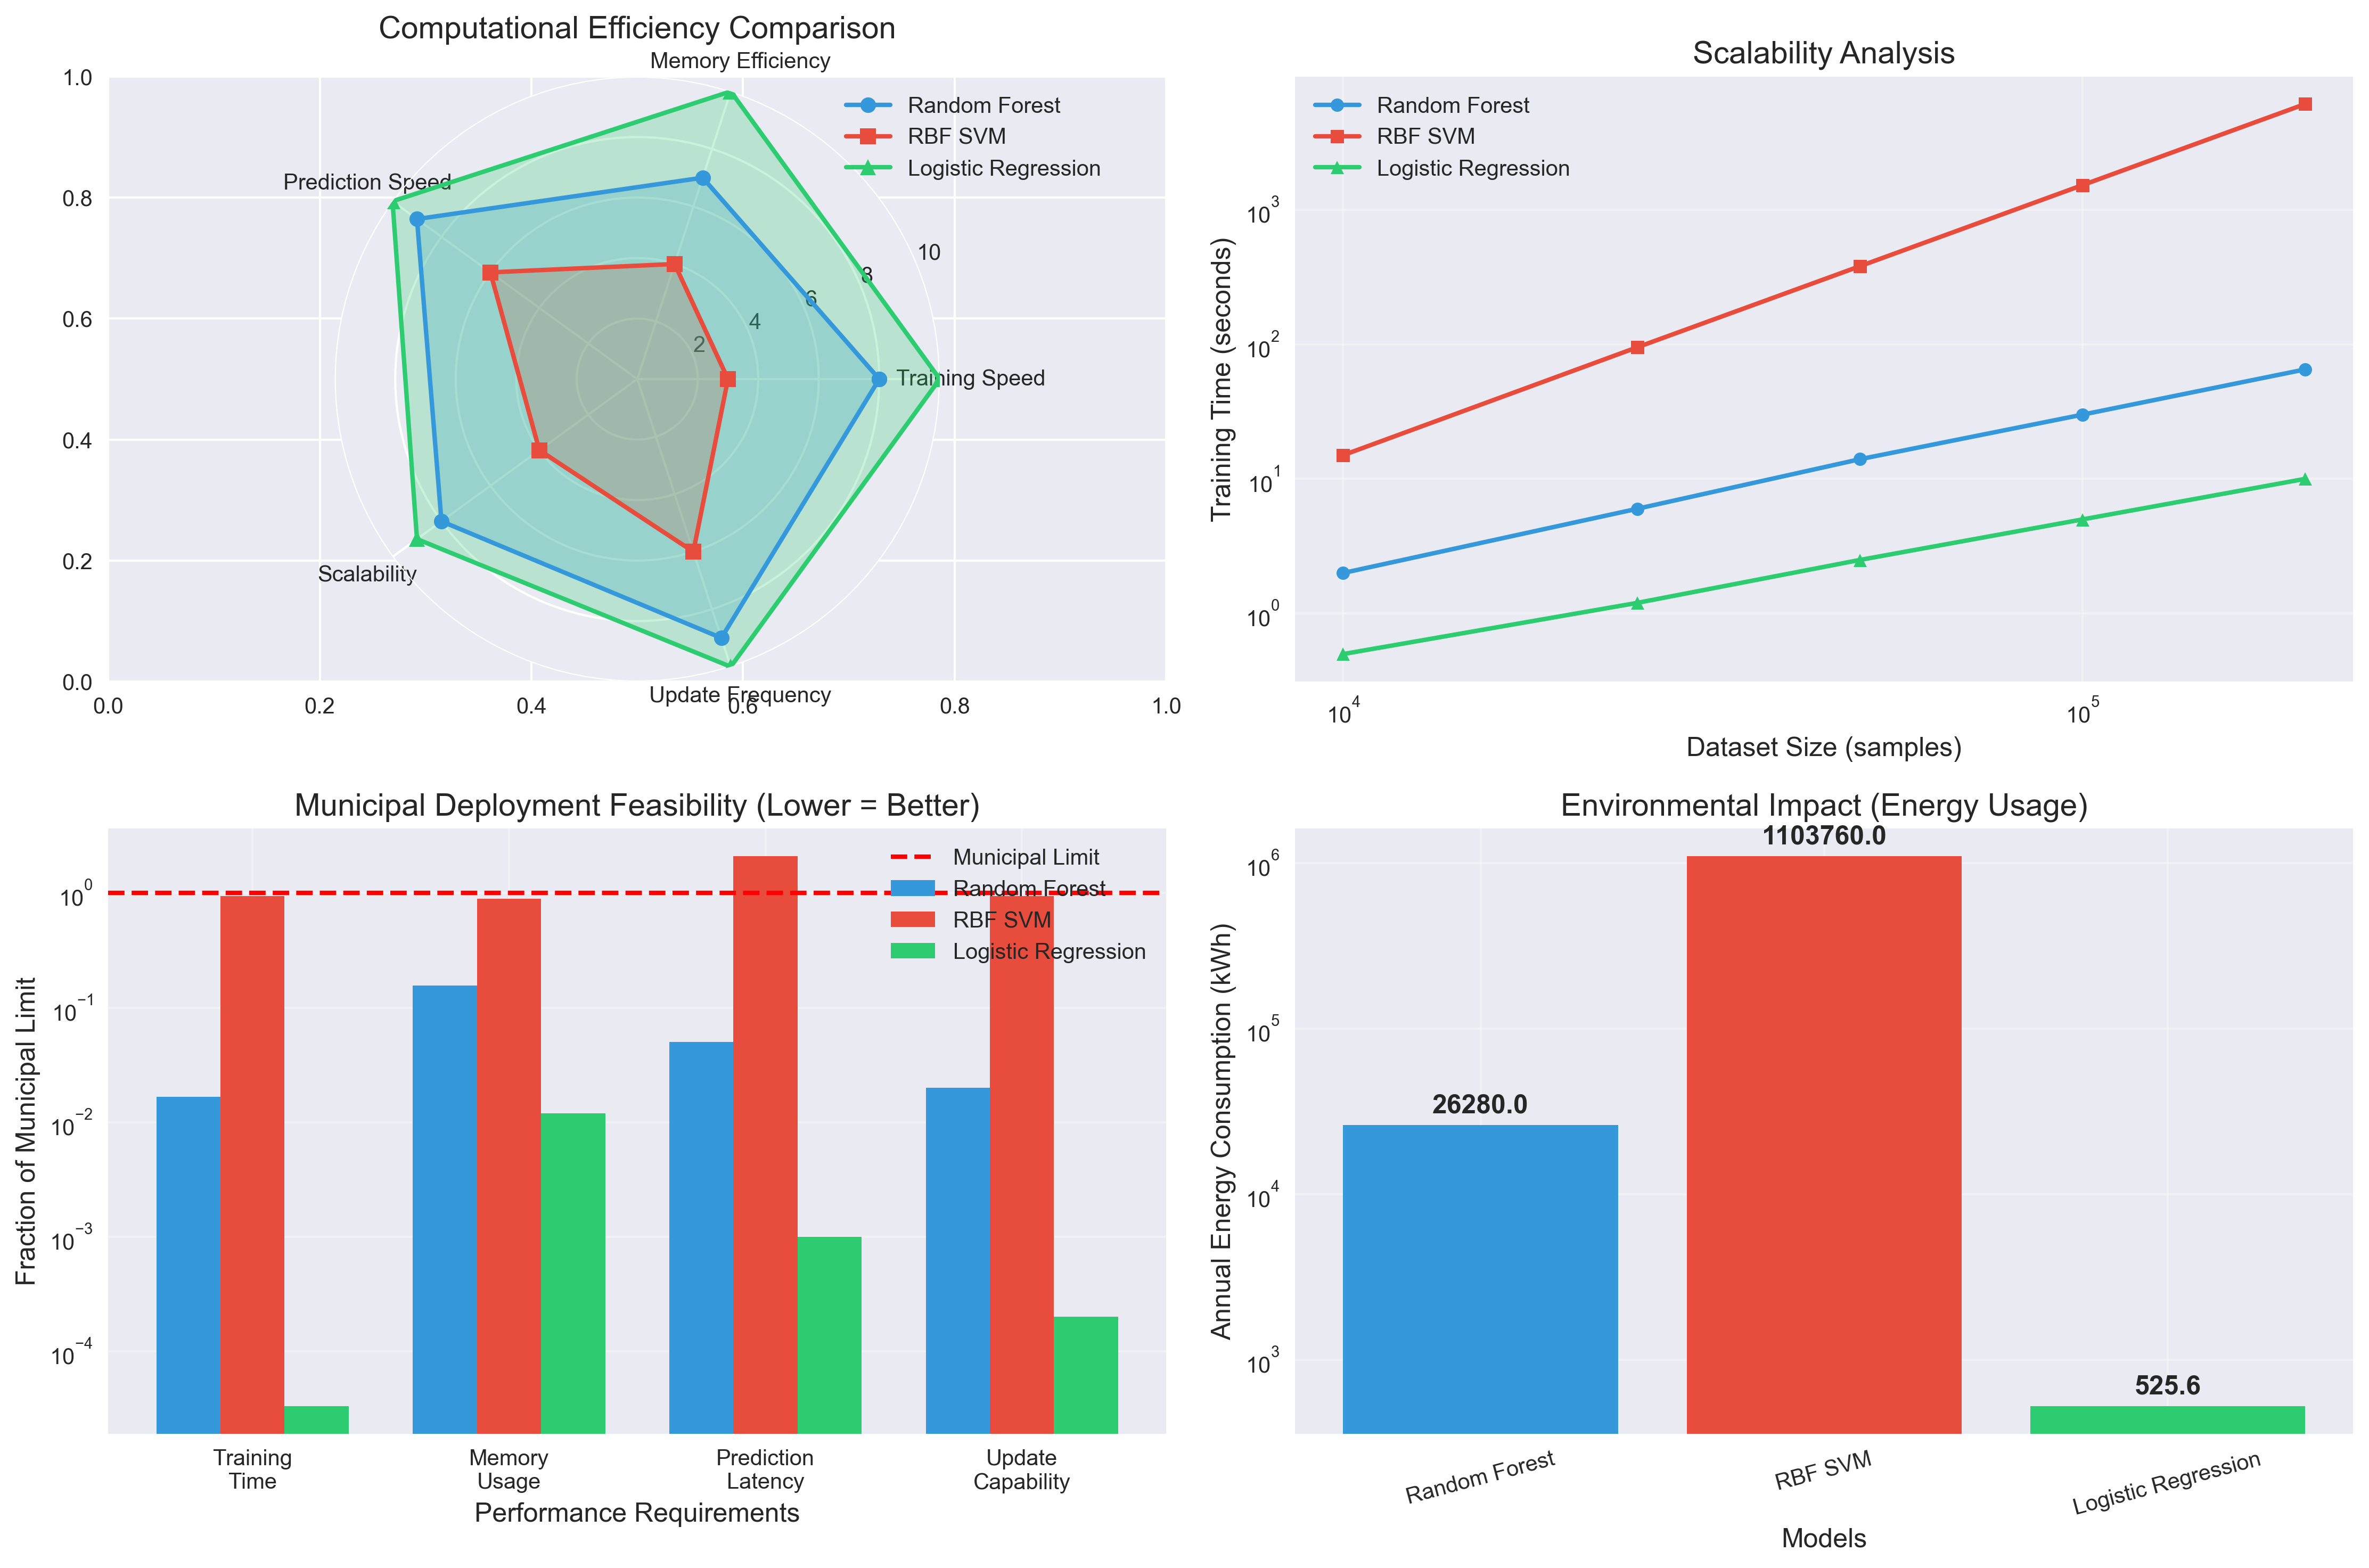 Computational Efficiency Comparison
Memory Efficiency
Random Forest
RBF SVM
Logistic Regression
Prediction Speed
Training Speed
Scalability
Update Frequency
2
4
6
8
10
1.0
0.8
0.6
0.4
0.2
0.0
0.0
0.2
0.4
0.6
0.8
1.0
Scalability Analysis
Random Forest
RBF SVM
Logistic Regression
Training Time (seconds)
10^3
10^2
10^1
10^0
10^4
10^5
Dataset Size (samples)
Municipal Deployment Feasibility (Lower = Better)
Municipal Limit
Random Forest
RBF SVM
Logistic Regression
Fraction of Municipal Limit
10^0
10^−1
10^−2
10^−3
10^−4
Training
Time
Memory
Usage
Prediction
Latency
Update
Capability
Performance Requirements
Environmental Impact (Energy Usage)
1103760.0
26280.0
525.6
Annual Energy Consumption (kWh)
10^6
10^5
10^4
10^3
Random Forest
RBF SVM
Logistic Regression
Models